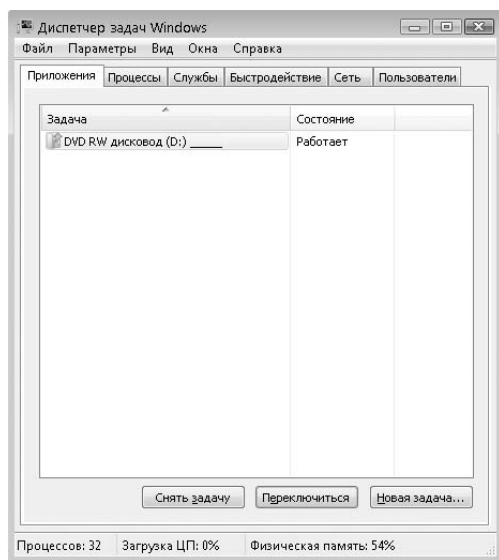 Диспетчер задач Windows
Файл Параметры Вид Окна Справка
Приложения Процессы Службы Быстродействие Сеть Пользователи
Задача Состояние
DVD RW дисковод (D:) _____ Работает
Снять задачу Переключиться Новая задача...
Процессов: 32 Загрузка ЦП: 0% Физическая память: 54%